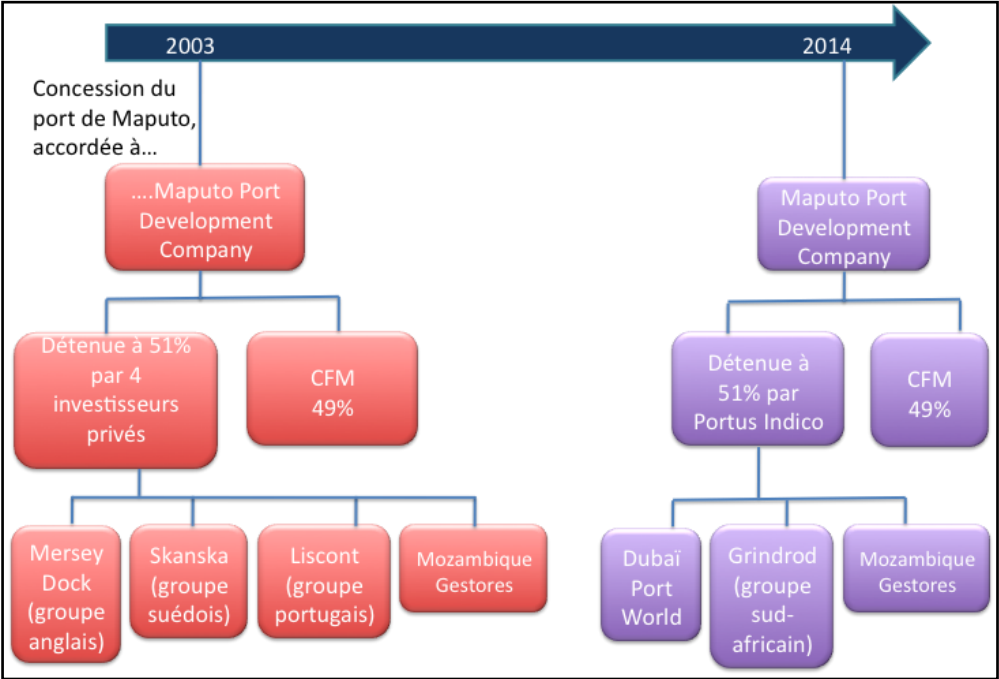 2003
2014
Concession du
port de Maputo,
accordée à...
....Maputo Port
Development
Company
Maputo Port
Development
Company
Détenue à 51%
par 4
investisseurs
privés
CFM
49%
Détenue à
51% par
Portus Indico
CFM
49%
Mersey
Dock
(groupe
anglais)
Skanska
(groupe
suédois)
Liscont
(groupe
portugais)
Mozambique
Gestores
Dubaï
Port
World
Grindrod
(groupe
sud-
africain)
Mozambique
Gestores